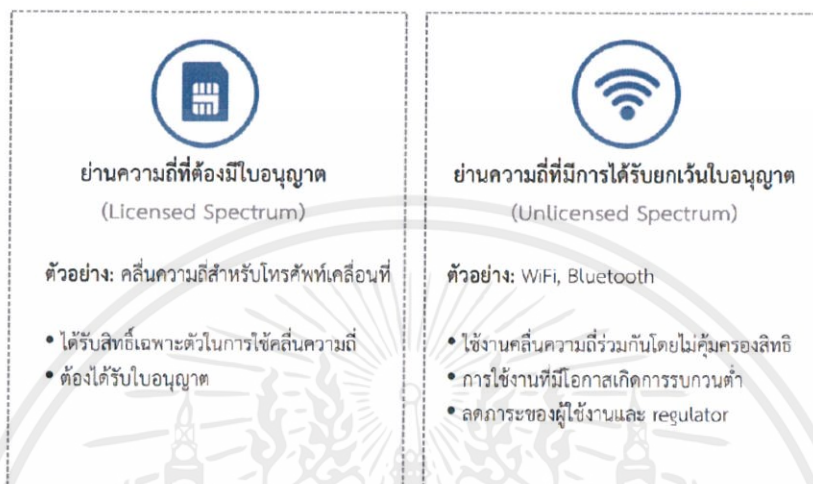 ย่านความถี่ที่ต้องมีใบอนุญาต
(Licensed Spectrum)
ตัวอย่าง: คลื่นความถี่สำหรับโทรศัพท์เคลื่อนที่
• ได้รับสิทธิ์เฉพาะตัวในการใช้คลื่นความถี่
• ต้องได้รับใบอนุญาต
ย่านความถี่ที่มีการได้รับยกเว้นใบอนุญาต
(Unlicensed Spectrum)
ตัวอย่าง: WiFi, Bluetooth
• ใช้งานคลื่นความถี่ร่วมกันโดยไม่คุ้มครองสิทธิ
• การใช้งานที่มีโอกาสเกิดการรบกวนต่ำ
• ลดภาระของผู้ใช้งานและ regulator